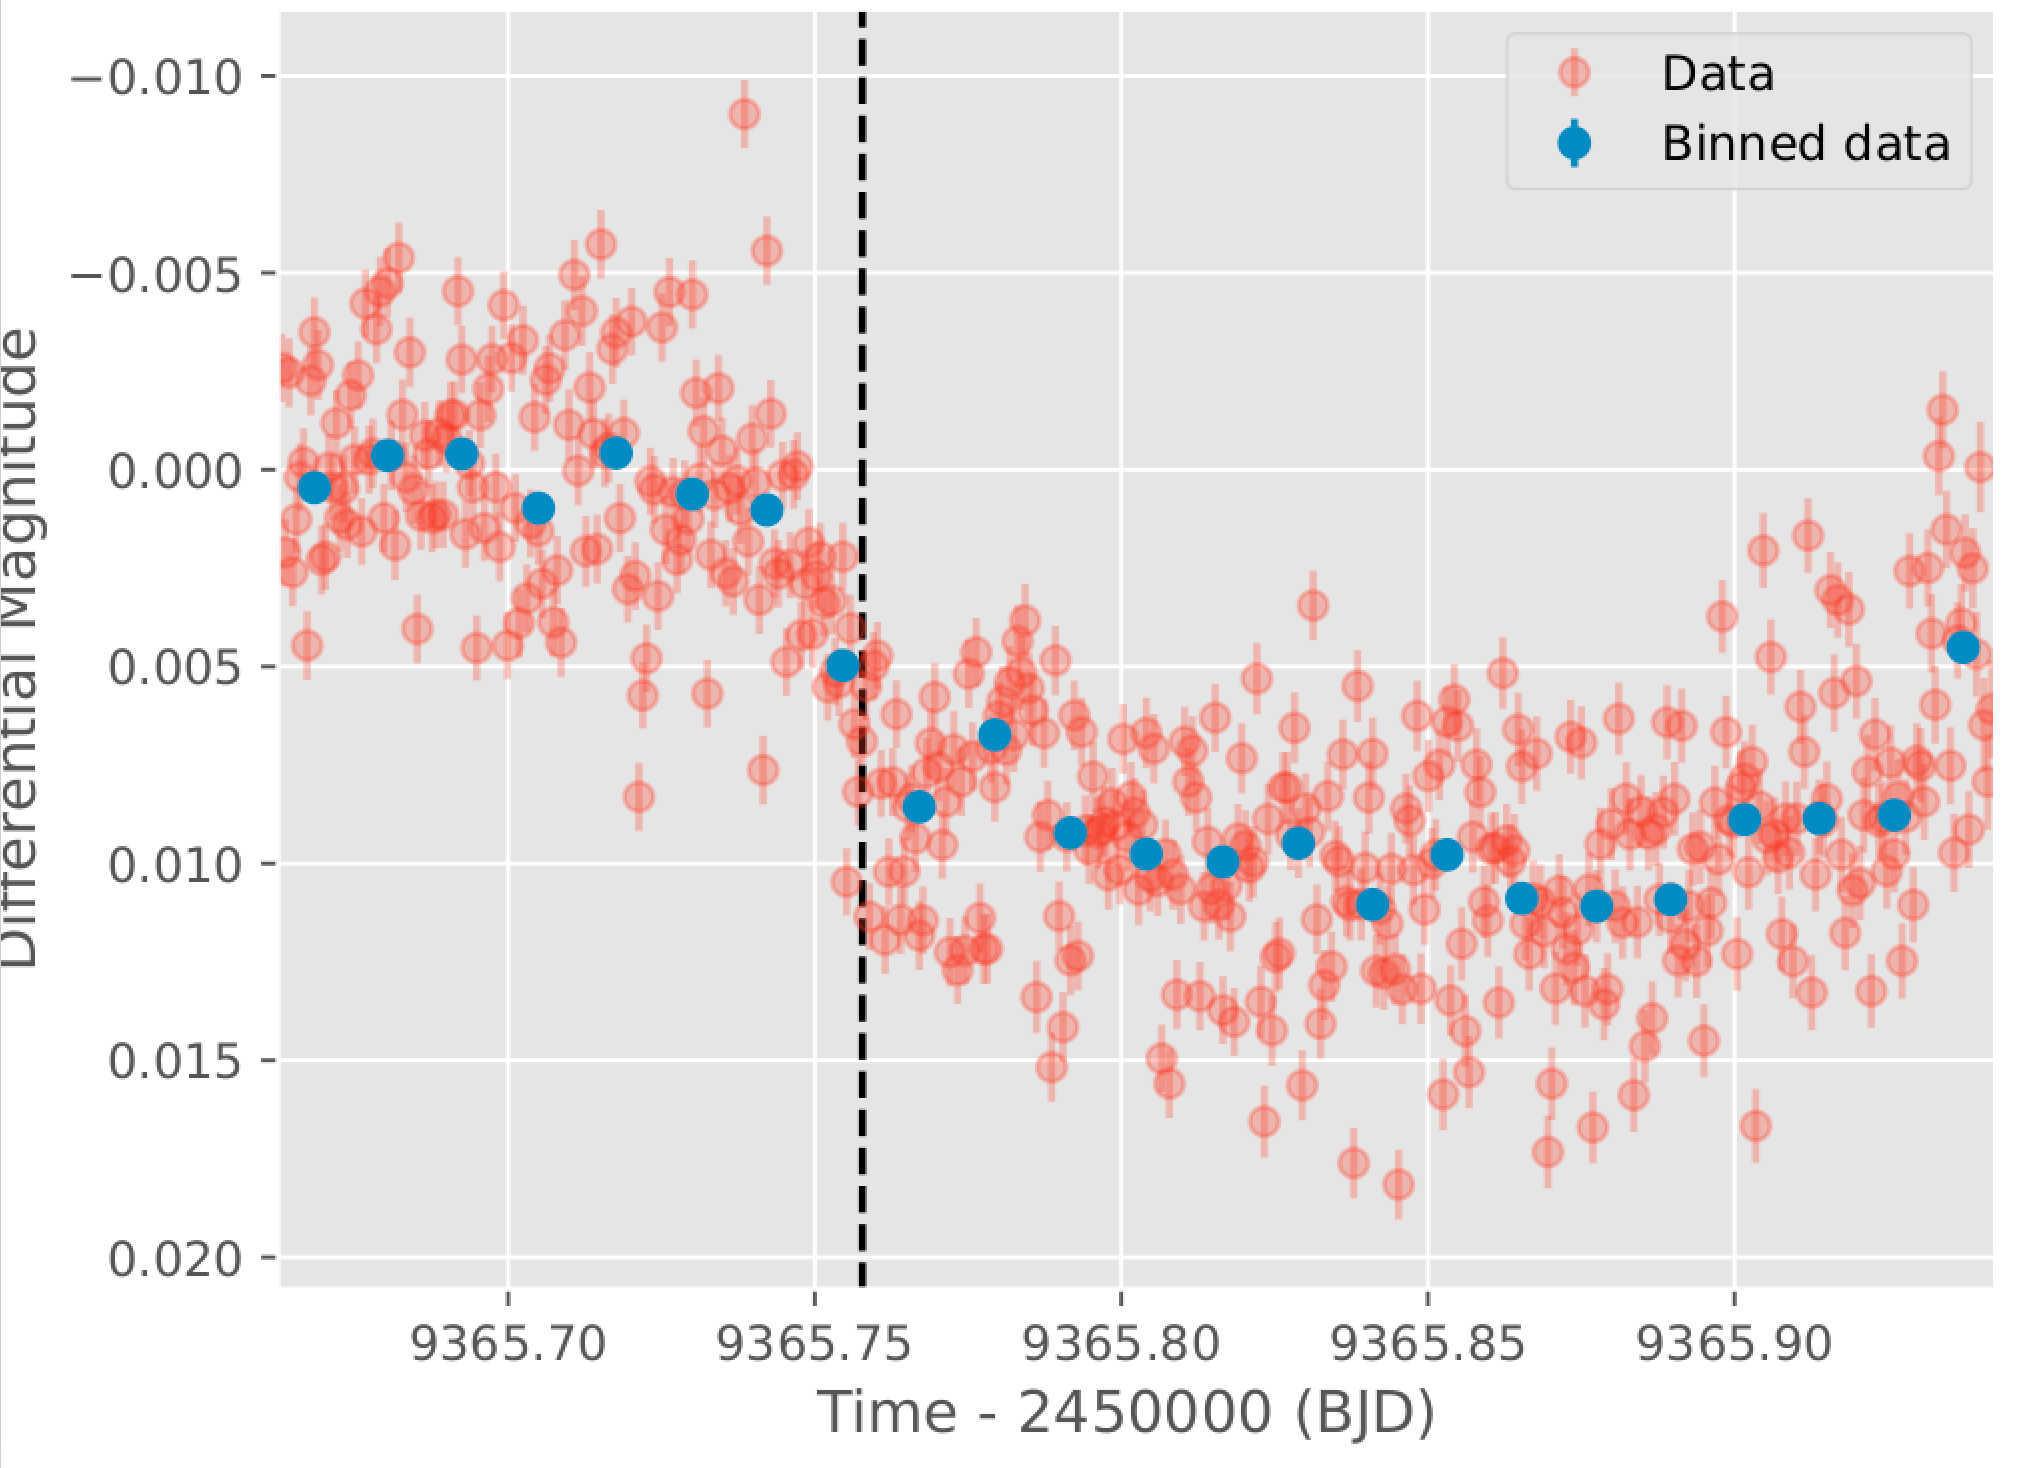 Data
Binned data
−0.010
−0.005
0.000
0.005
0.010
0.015
0.020
Differential Magnitude
9365.70 9365.75 9365.80 9365.85 9365.90
Time - 2450000 (BJD)